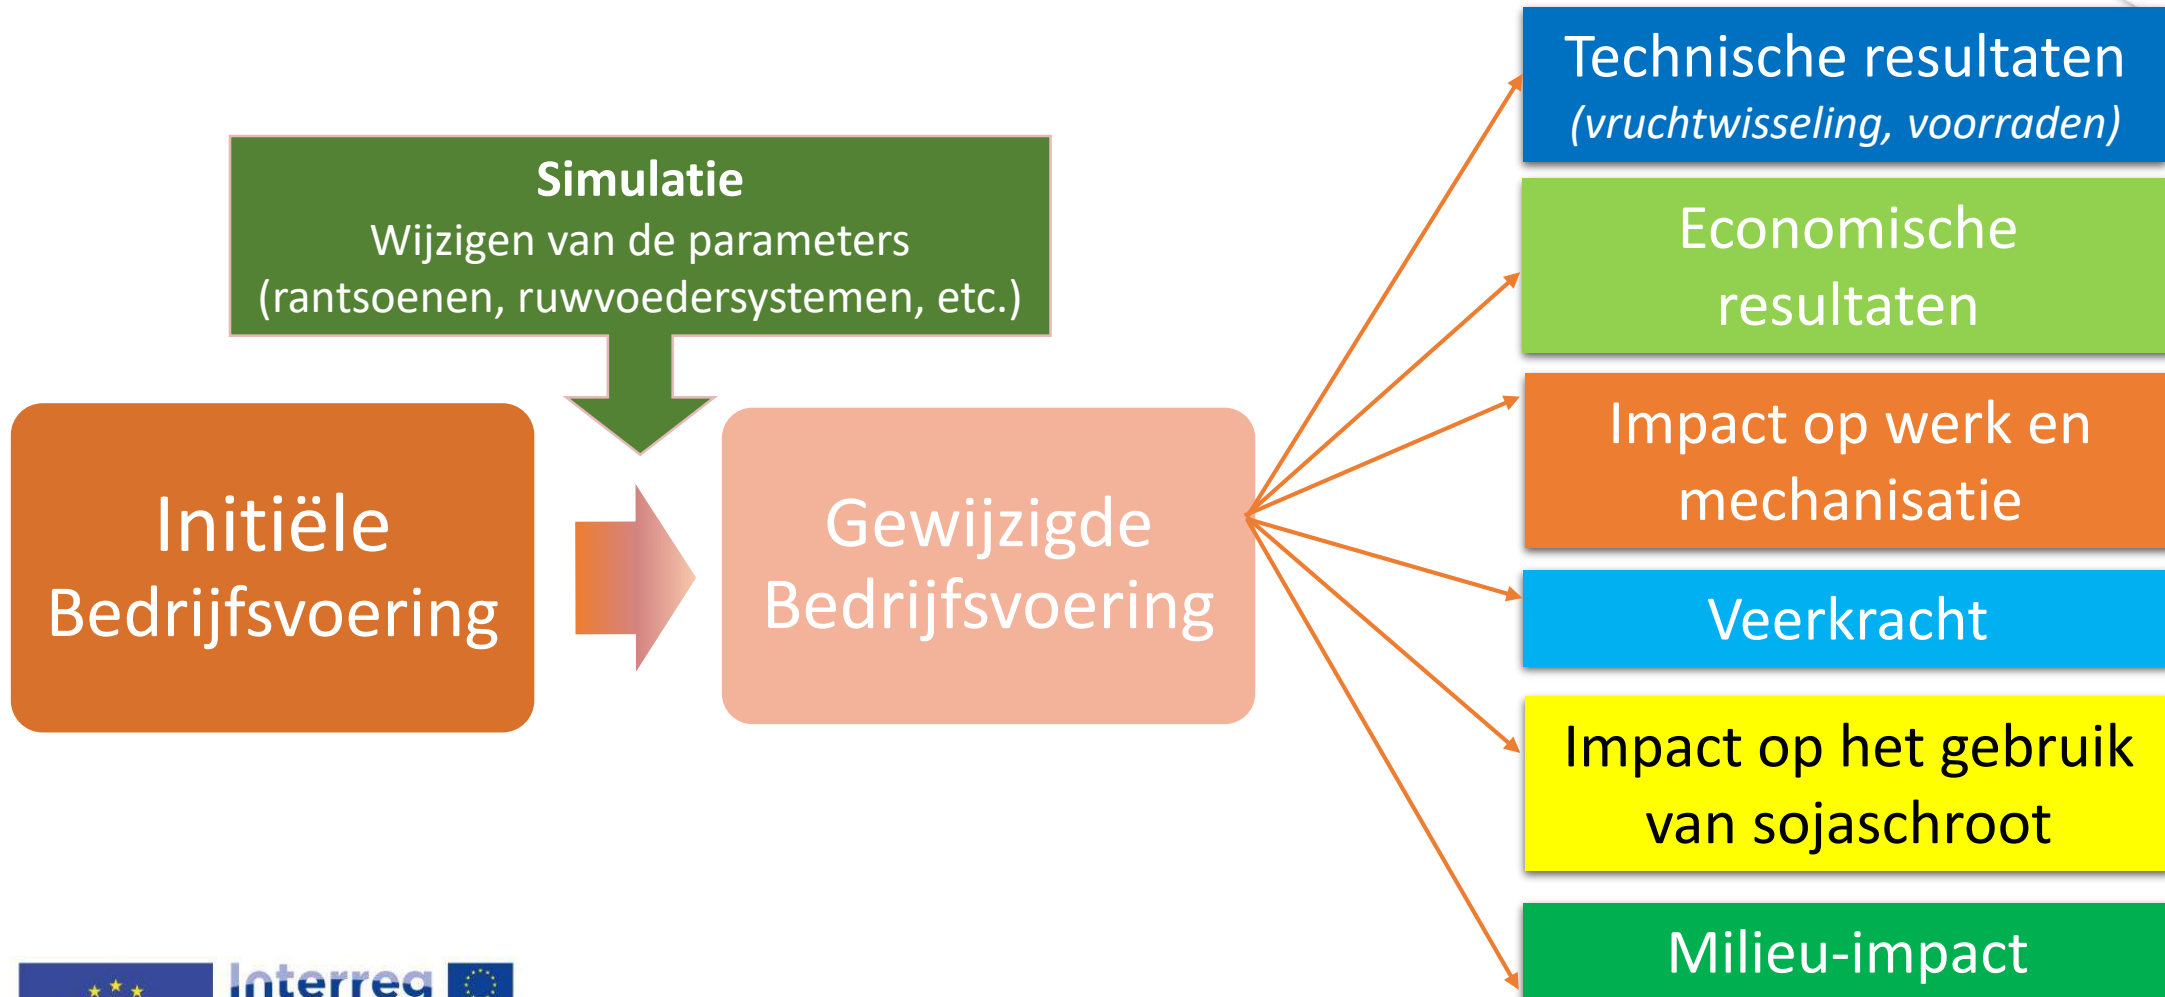 Simulatie
Wijzigen van de parameters
(rantsoenen, ruwvoedersystemen, etc.)
Initiële
Bedrijfsvoering
Gewijzigde
Bedrijfsvoering
Technische resultaten
(vruchtwisseling, voorraden)
Economische
resultaten
Impact op werk en
mechanisatie
Veerkracht
Impact op het gebruik
van sojaschroot
Milieu-impact
Interreg